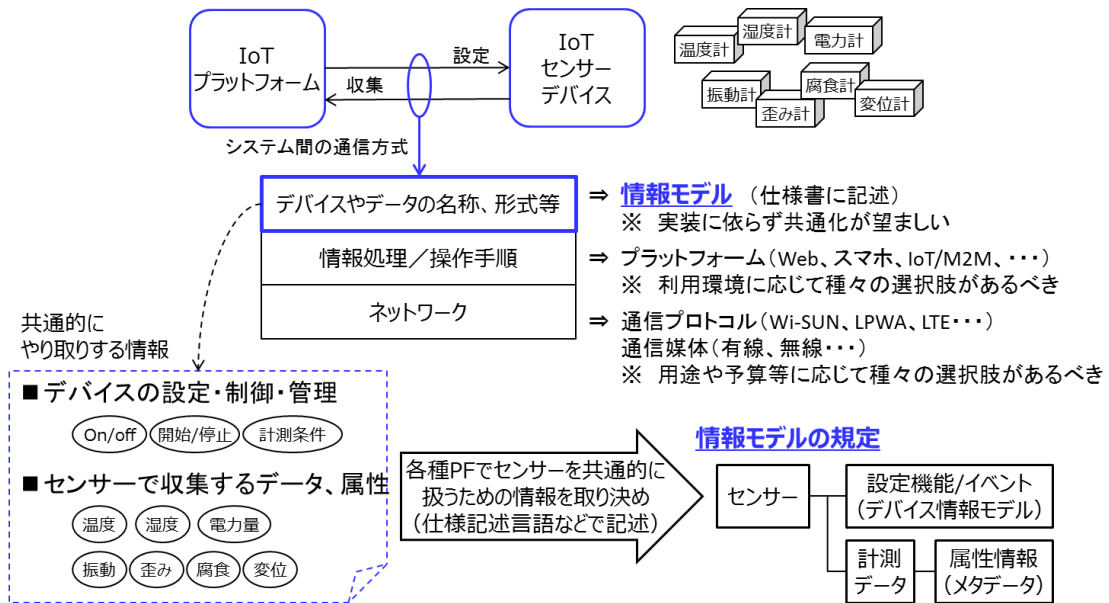 IoT
プラットフォーム
設定
収集
IoT
センサー
デバイス
温度計
湿度計
電力計
振動計
歪み計
腐食計
変位計
システム間の通信方式
デバイスやデータの名称、形式等
⇒ 情報モデル （仕様書に記述）
※ 実装に依らず共通化が望ましい
情報処理／操作手順
⇒ プラットフォーム（Web、スマホ、IoT/M2M、・・・）
※ 利用環境に応じて種々の選択肢があるべき
ネットワーク
⇒ 通信プロトコル（Wi-SUN、LPWA、LTE・・・）
通信媒体（有線、無線・・・）
※ 用途や予算等に応じて種々の選択肢があるべき
共通的に
やり取りする情報
■デバイスの設定・制御・管理
On/off 開始/停止 計測条件
■センサーで収集するデータ、属性
温度 湿度 電力量
振動 歪み 腐食 変位
各種PFでセンサーを共通的に
扱うための情報を取り決め
（仕様記述言語などで記述）
情報モデルの規定
センサー
設定機能/イベント
（デバイス情報モデル）
計測
データ
属性情報
（メタデータ）